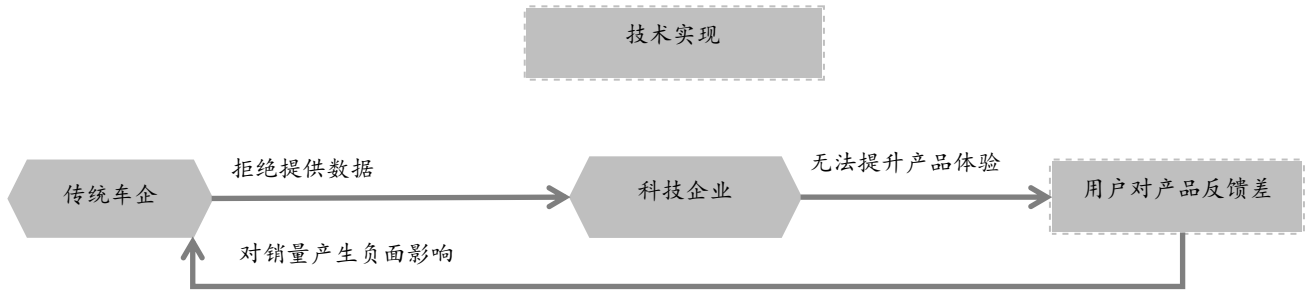 技术实现
拒绝提供数据
无法提升产品体验
传统车企
科技企业
用户对产品反馈差
对销量产生负面影响